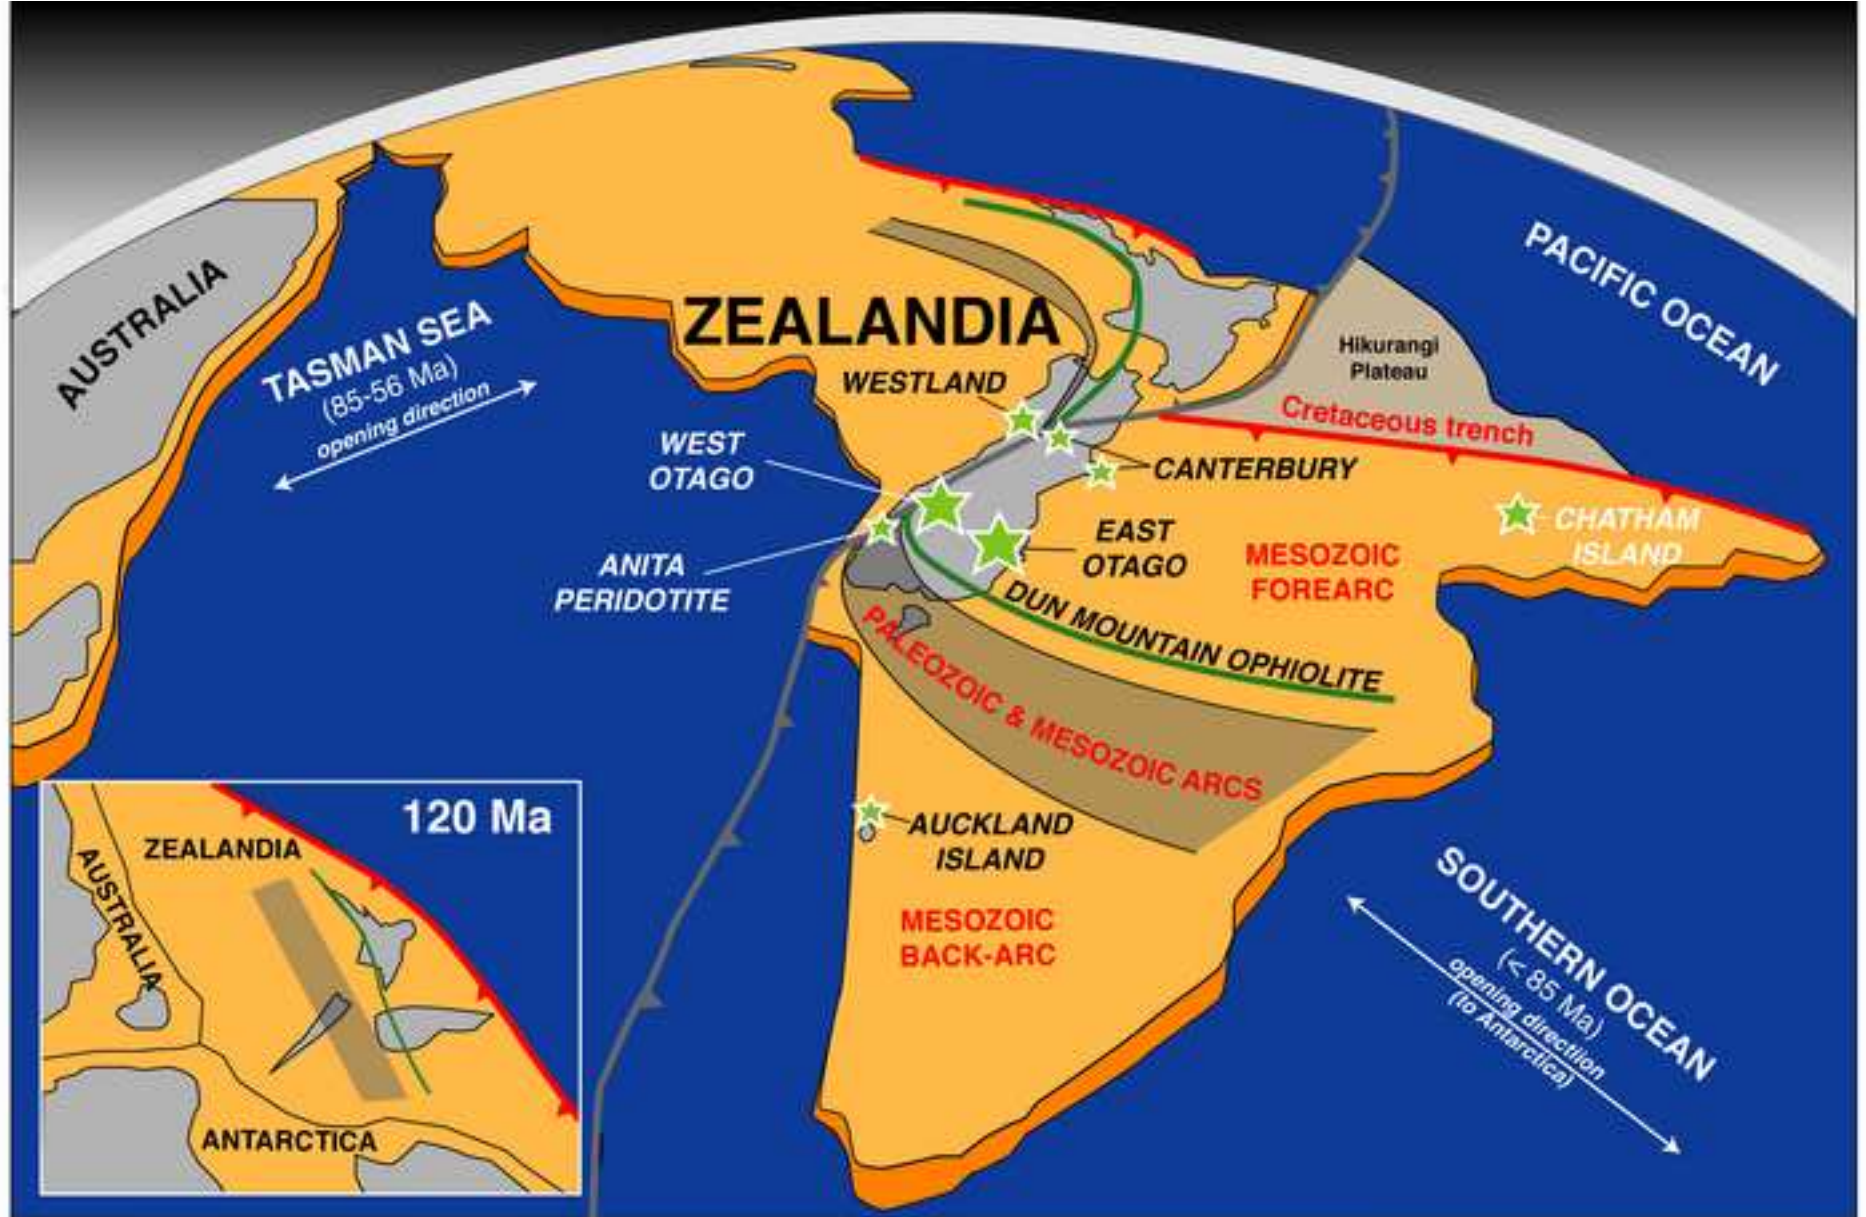 AUSTRALIA
TASMAN SEA
(85-56 Ma)
opening direction
ZEALANDIA
WESTLAND
WEST
OTAGO
ANITA
PERIDOTITE
PACIFIC OCEAN
Hikurangi
Plateau
Cretaceous trench
CANTERBURY
EAST
OTAGO
MESOZOIC
FOREARC
CHATHAM
ISLAND
DUN MOUNTAIN OPHIOLITE
PALEOZOIC & MESOZOIC ARCS
AUCKLAND
ISLAND
MESOZOIC
BACK-ARC
SOUTHERN OCEAN
(< 85 Ma)
opening directiion
(to Antarctica)
120 Ma
ZEALANDIA
AUSTRALIA
ANTARCTICA